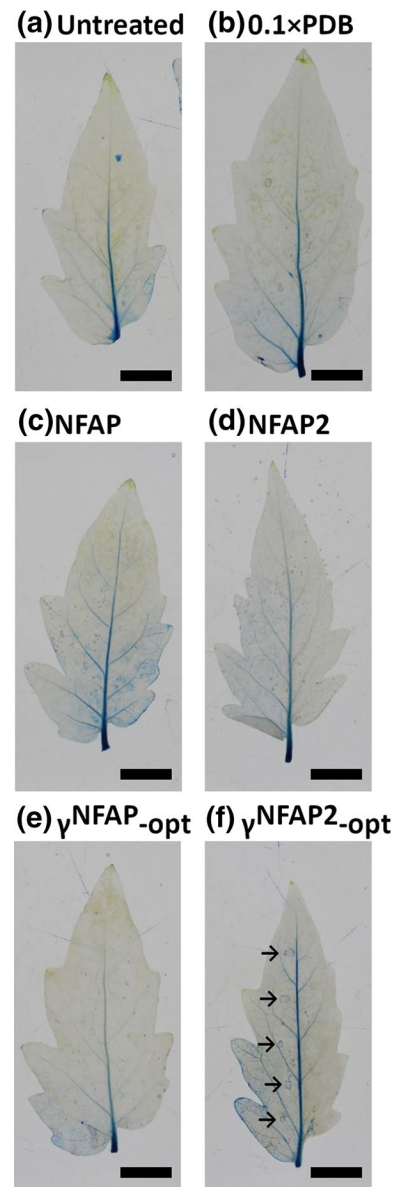 (a) Untreated
(b) 0.1×PDB
(c) NFAP
(d) NFAP2
(e) γNFAP-opt
(f) γNFAP2-opt